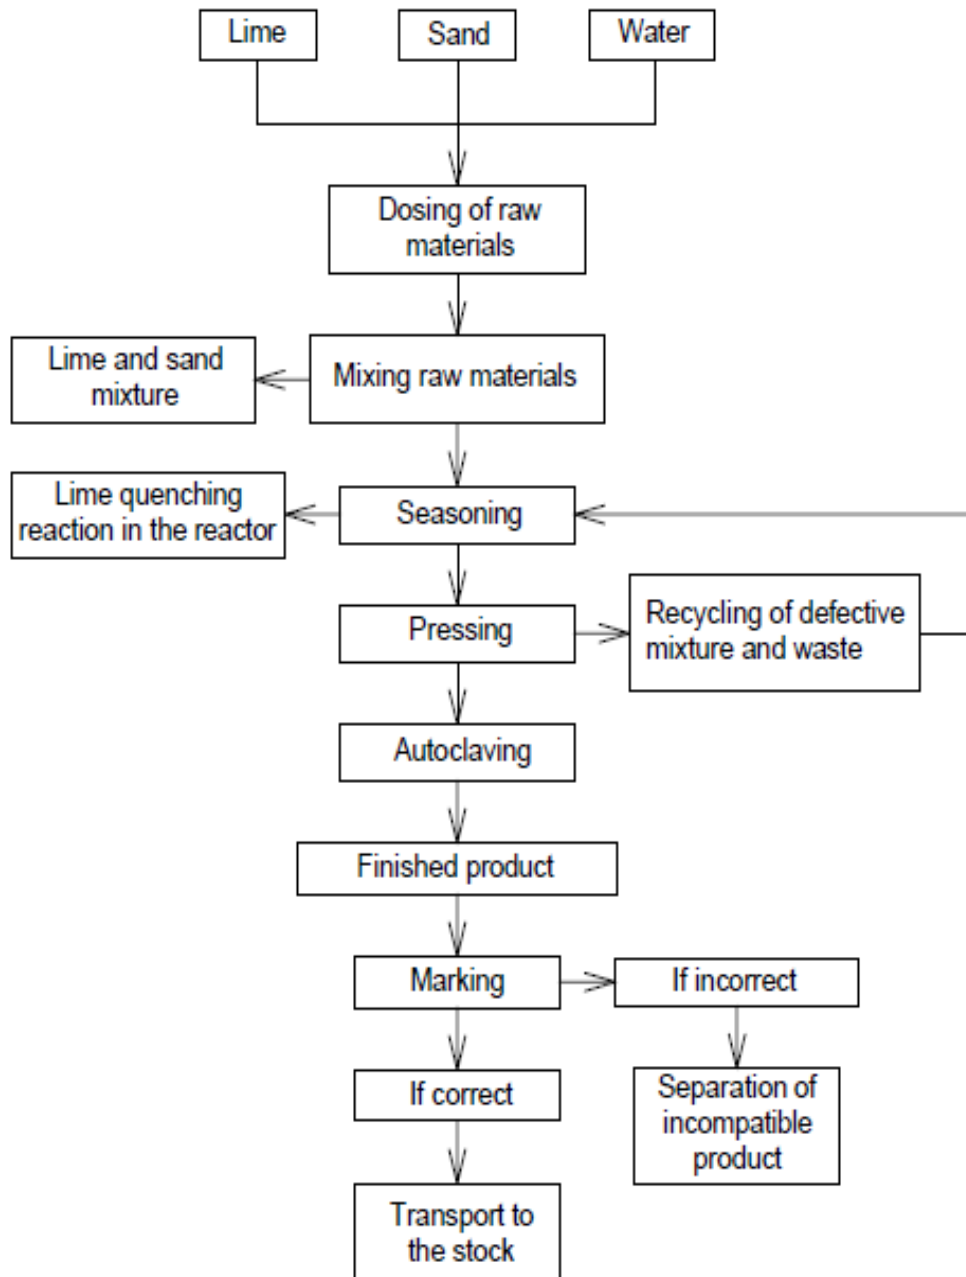 Lime
Sand
Water
Dosing of raw
materials
Lime and sand
mixture
Mixing raw materials
Lime quenching
reaction in the reactor
Seasoning
Pressing
Recycling of defective
mixture and waste
Autoclaving
Finished product
Marking
If incorrect
If correct
Separation of
incompatible
product
Transport to
the stock